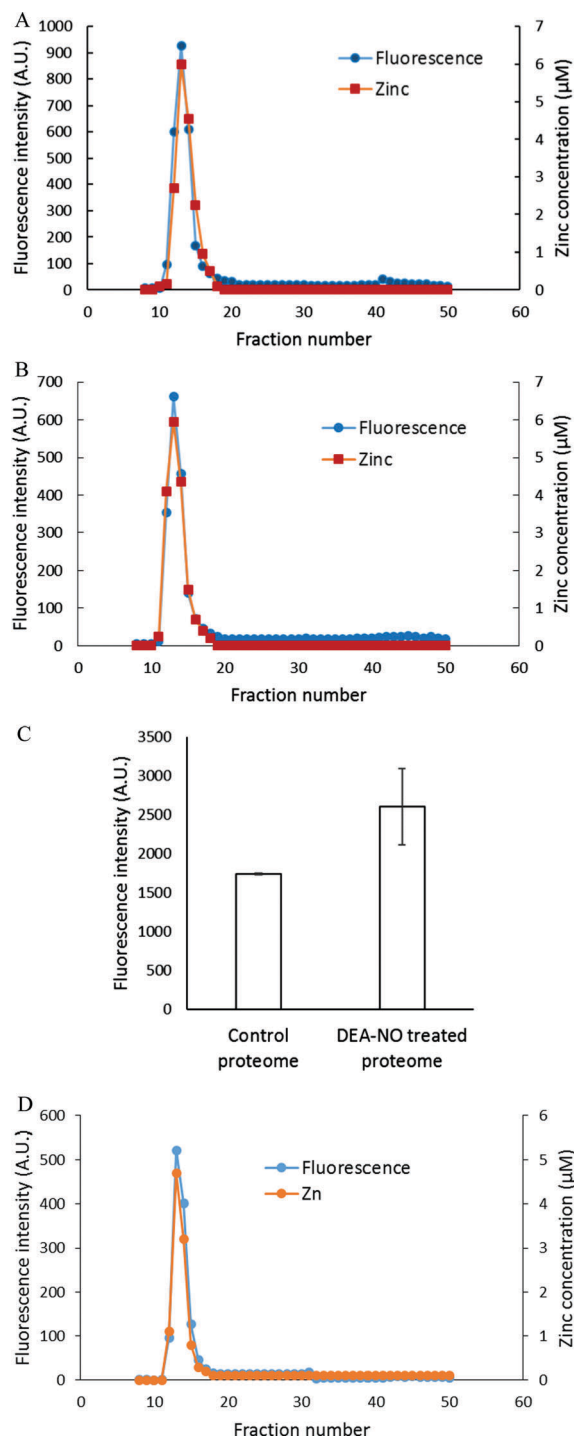 A
Fluorescence intensity (A.U.)
1000
900
800
700
600
500
400
300
200
100
0
Fluorescence
Zinc
7
6
5
4
3
2
1
0
Zinc concentration (µM)
0 10 20 30 40 50 60
Fraction number
B
Fluorescence intensity (A.U.)
700
600
500
400
300
200
100
0
Fluorescence
Zinc
7
6
5
4
3
2
1
0
Zinc concentration (µM)
0 10 20 30 40 50 60
Fraction number
C
Fluorescence intensity (A.U.)
3500
3000
2500
2000
1500
1000
500
0
Control
proteome
DEA-NO treated
proteome
D
Fluorescence intensity (A.U.)
600
500
400
300
200
100
0
Fluorescence
Zn
6
5
4
3
2
1
0
Zinc concentration (µM)
0 10 20 30 40 50 60
Fraction number